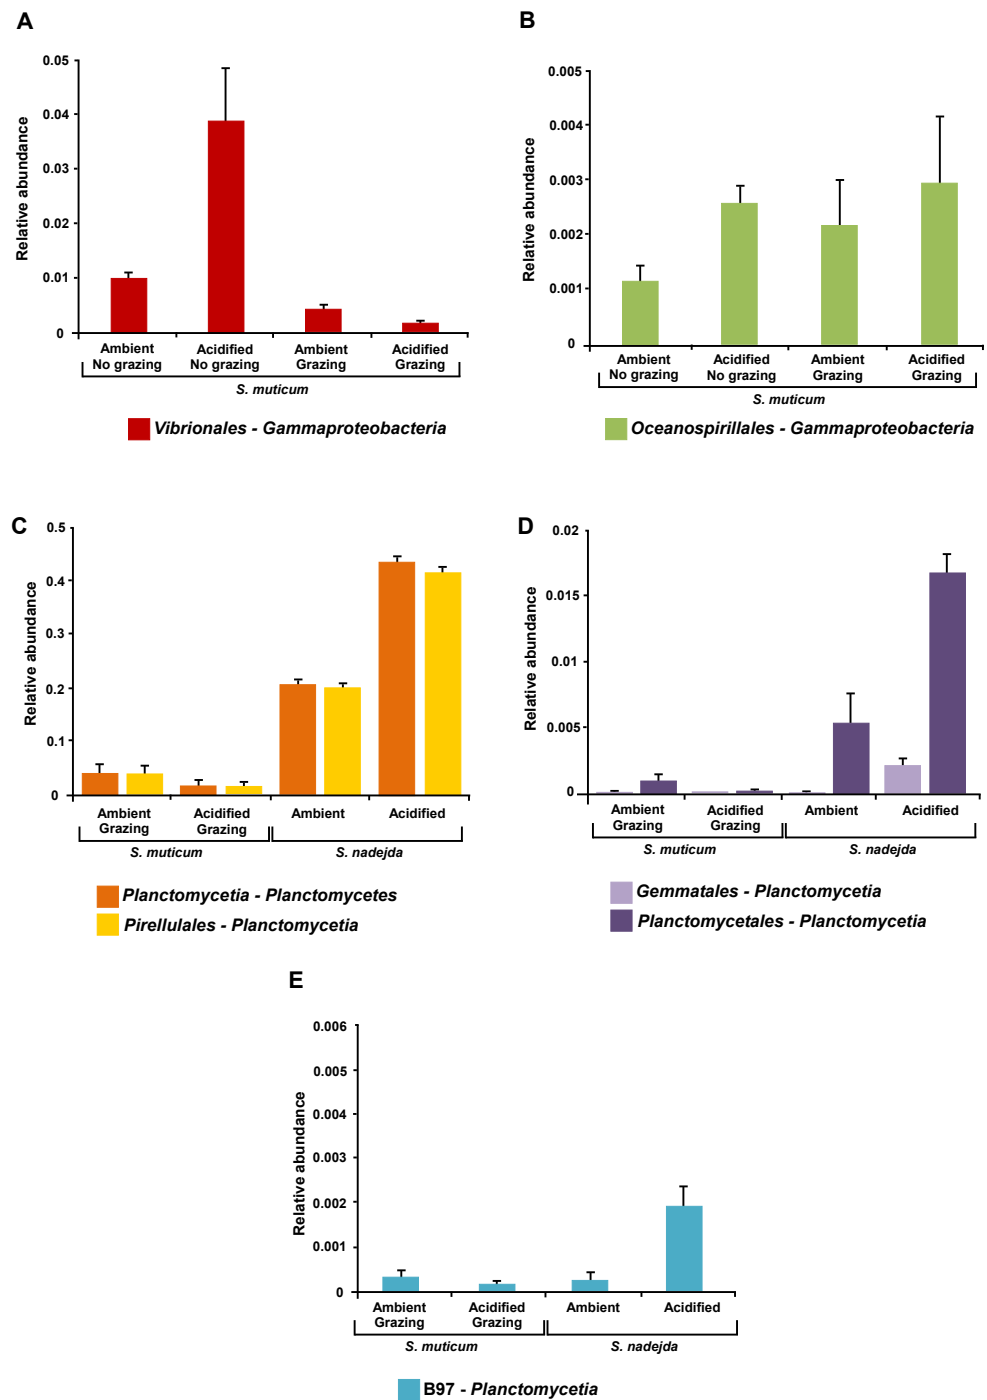 A
Relative abundance
0.05
0.04
0.03
0.02
0.01
0
Ambient Acidified Ambient Acidified
No grazing No grazing Grazing Grazing
S. muticum
Vibrionales - Gammaproteobacteria
B
Relative abundance
0.005
0.004
0.003
0.002
0.001
0
Ambient Acidified Ambient Acidified
No grazing No grazing Grazing Grazing
S. muticum
Oceanospirillales - Gammaproteobacteria
C
Relative abundance
0.5
0.4
0.3
0.2
0.1
0
Ambient Acidified Ambient Acidified
Grazing Grazing
S. muticum S. nadejda
Planctomycetia - Planctomycetes
Pirellulales - Planctomycetia
D
Relative abundance
0.02
0.015
0.01
0.005
0
Ambient Acidified Ambient Acidified
Grazing Grazing
S. muticum S. nadejda
Gemmatales - Planctomycetia
Planctomycetales - Planctomycetia
E
Relative abundance
0.006
0.005
0.004
0.003
0.002
0.001
0
Ambient Acidified Ambient Acidified
Grazing Grazing
S. muticum S. nadejda
B97 - Planctomycetia